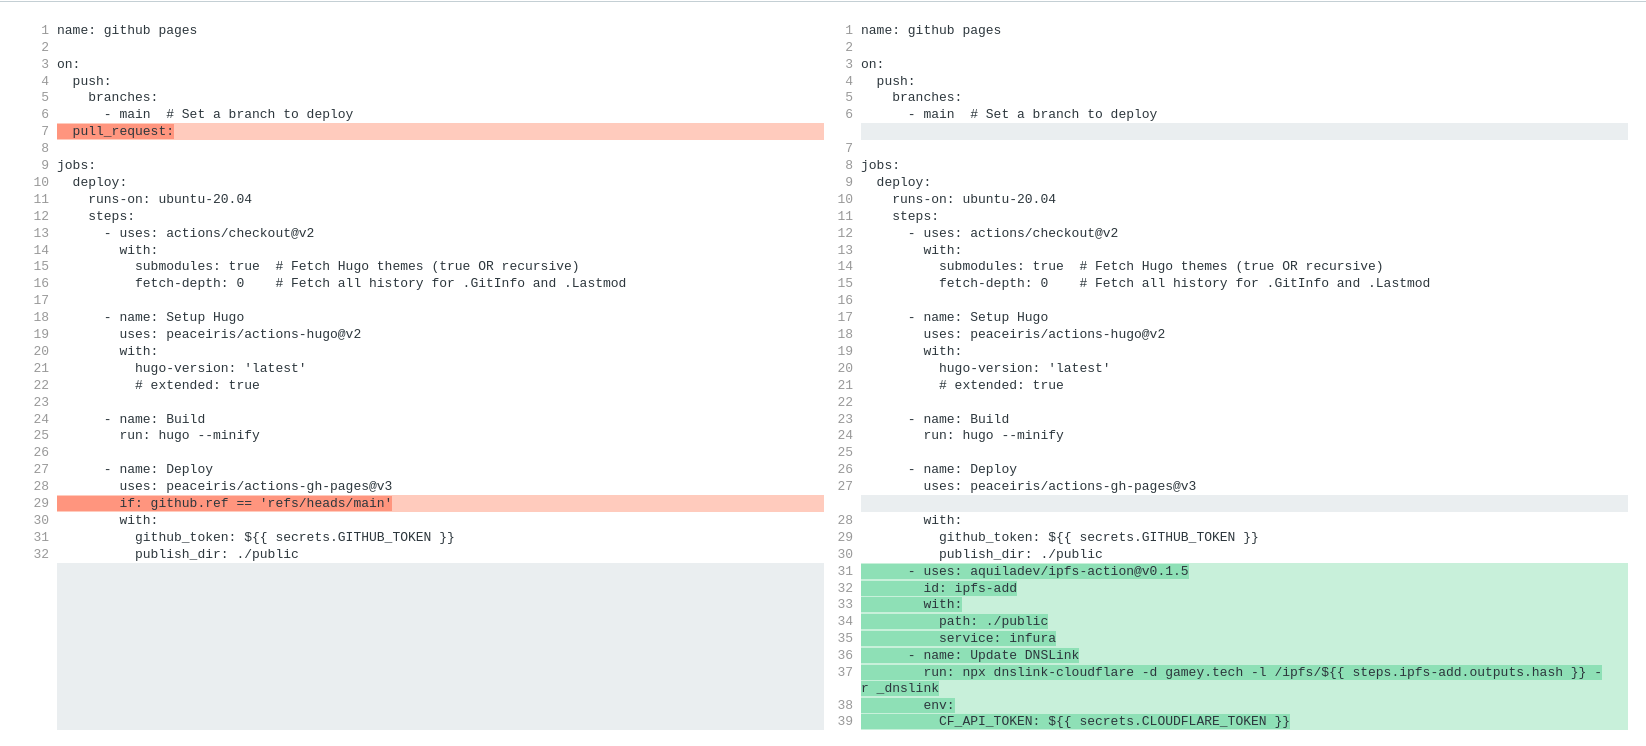 1 name: github pages
2
3 on:
4   push:
5     branches:
6       - main  # Set a branch to deploy
7   pull_request:
8
9 jobs:
10   deploy:
11     runs-on: ubuntu-20.04
12     steps:
13       - uses: actions/checkout@v2
14         with:
15           submodules: true  # Fetch Hugo themes (true OR recursive)
16           fetch-depth: 0    # Fetch all history for .GitInfo and .Lastmod
17
18       - name: Setup Hugo
19         uses: peaceiris/actions-hugo@v2
20         with:
21           hugo-version: 'latest'
22           # extended: true
23
24       - name: Build
25         run: hugo --minify
26
27       - name: Deploy
28         uses: peaceiris/actions-gh-pages@v3
29         if: github.ref == 'refs/heads/main'
30         with:
31           github_token: ${{ secrets.GITHUB_TOKEN }}
32           publish_dir: ./public
1 name: github pages
2
3 on:
4   push:
5     branches:
6       - main  # Set a branch to deploy
7
8 jobs:
9   deploy:
10     runs-on: ubuntu-20.04
11     steps:
12       - uses: actions/checkout@v2
13         with:
14           submodules: true  # Fetch Hugo themes (true OR recursive)
15           fetch-depth: 0    # Fetch all history for .GitInfo and .Lastmod
16
17       - name: Setup Hugo
18         uses: peaceiris/actions-hugo@v2
19         with:
20           hugo-version: 'latest'
21           # extended: true
22
23       - name: Build
24         run: hugo --minify
25
26       - name: Deploy
27         uses: peaceiris/actions-gh-pages@v3
28         with:
29           github_token: ${{ secrets.GITHUB_TOKEN }}
30           publish_dir: ./public
31       - uses: aquiladev/ipfs-action@v0.1.5
32         id: ipfs-add
33         with:
34           path: ./public
35           service: infura
36       - name: Update DNSLink
37         run: npx dnslink-cloudflare -d gamey.tech -l /ipfs/${{ steps.ipfs-add.outputs.hash }} -
r _dnslink
38         env:
39           CF_API_TOKEN: ${{ secrets.CLOUDFLARE_TOKEN }}